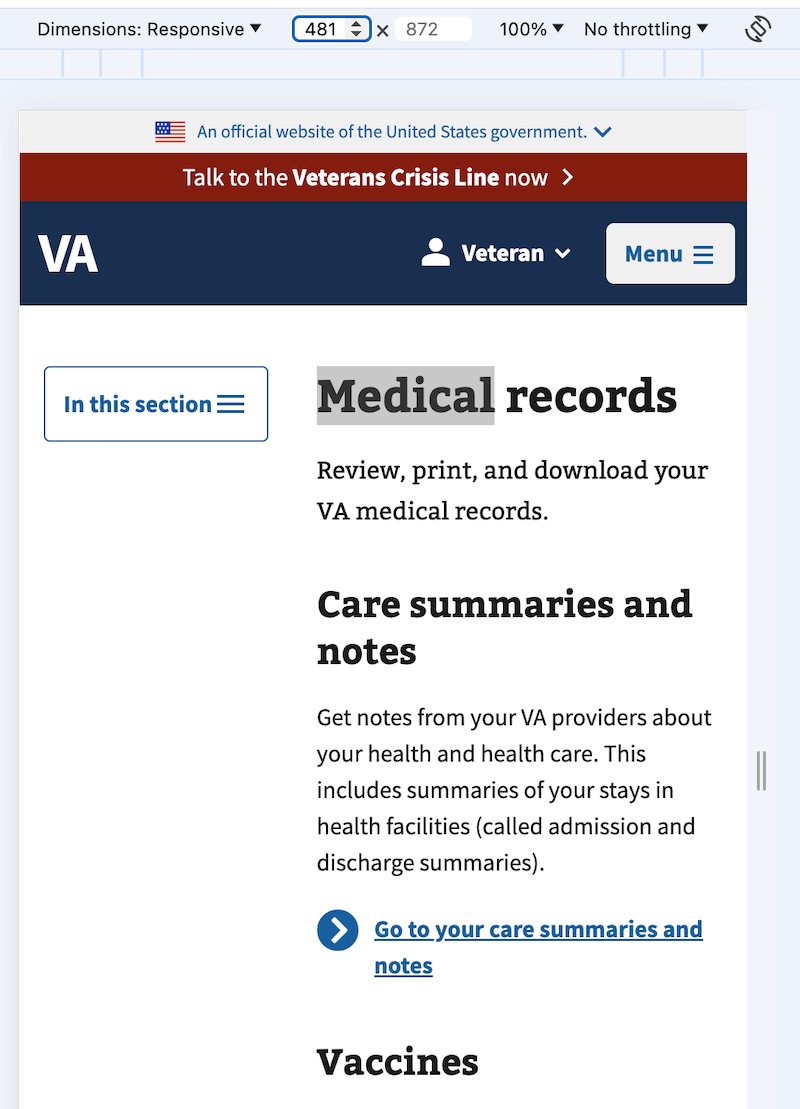 Dimensions: Responsive 481 × 872 100% No throttling
An official website of the United States government.
Talk to the Veterans Crisis Line now
VA Veteran Menu
In this section
Medical records
Review, print, and download your
VA medical records.
Care summaries and
notes
Get notes from your VA providers about
your health and health care. This
includes summaries of your stays in
health facilities (called admission and
discharge summaries).
Go to your care summaries and
notes
Vaccines